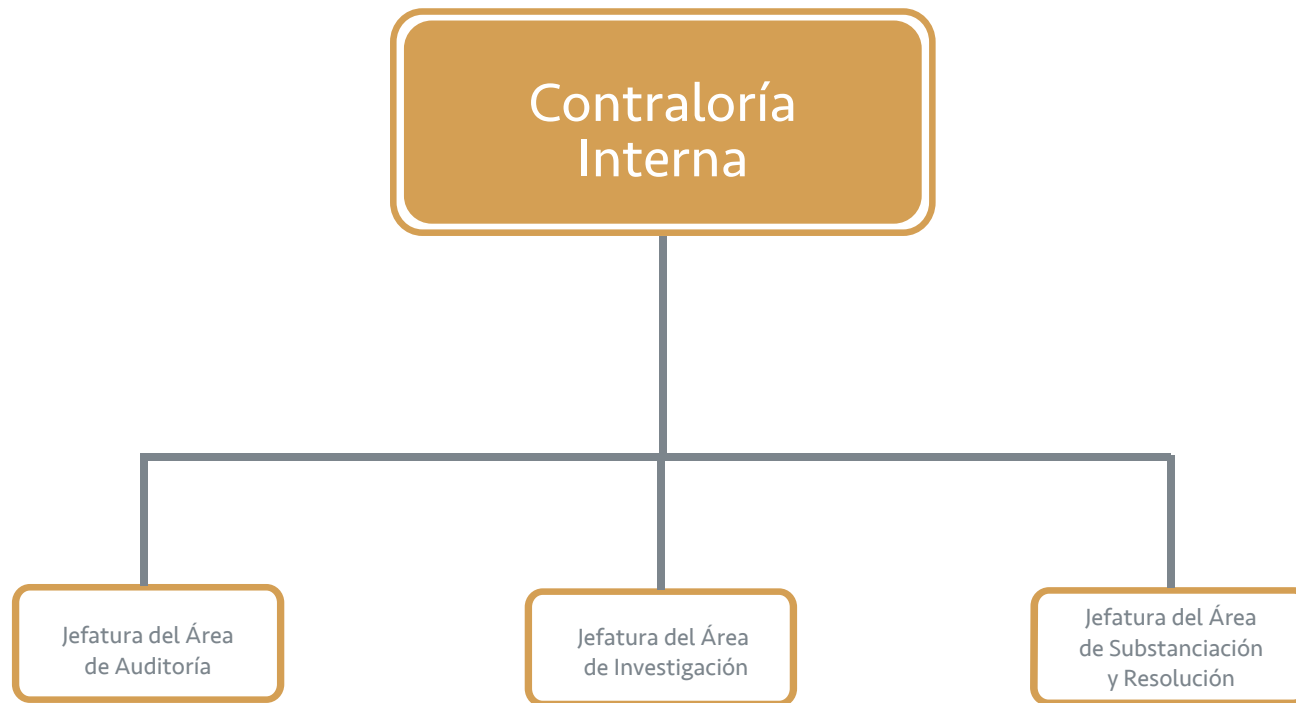 Contraloría
Interna
Jefatura del Área
de Auditoría
Jefatura del Área
de Investigación
Jefatura del Área
de Substanciación
y Resolución